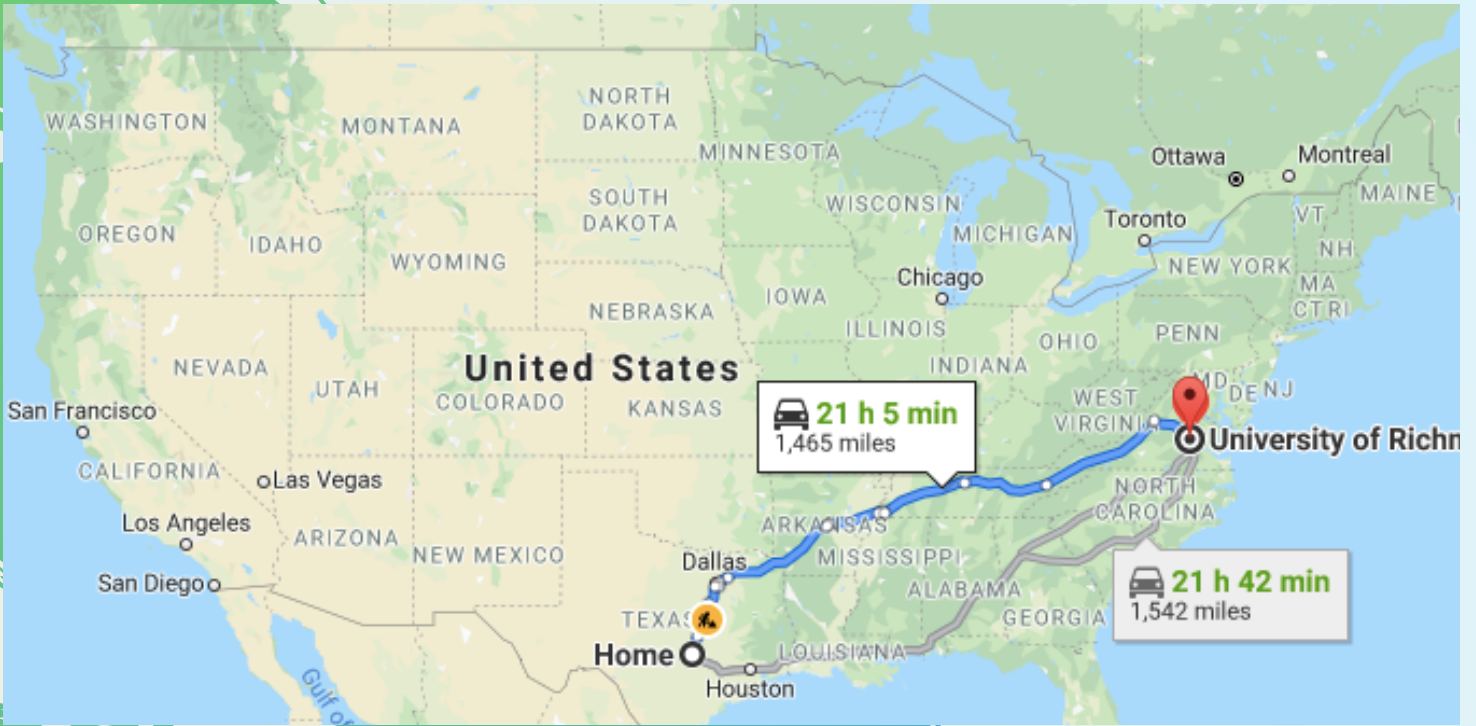 WASHINGTON
MONTANA
NORTH
DAKOTA
MINNESOTA
Ottawa
Montreal
MAINE
OREGON
IDAHO
SOUTH
DAKOTA
WISCONSIN
MICHIGAN
Toronto
VT
NH
WYOMING
NEW YORK
Chicago
MA
CT RI
IOWA
NEBRASKA
ILLINOIS
INDIANA
OHIO
PENN
NEVADA
UTAH
United States
COLORADO
KANSAS
MD
DE NJ
WEST
VIRGINIA
San Francisco
21 h 5 min
1,465 miles
University of Richm
CALIFORNIA
Las Vegas
NORTH
CAROLINA
Los Angeles
ARIZONA
NEW MEXICO
ARKANSAS
MISSISSIPPI
Dallas
San Diego
ALABAMA
21 h 42 min
1,542 miles
GEORGIA
TEXAS
Home
LOUISIANA
Houston
Gulf of